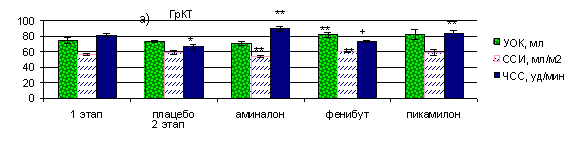 а) ГрКТ
100
80
60
40
20
0
**
*
**
**
**
**
+
**
1 этап
плацебо
2 этап
аминалон
фенибут
пикамилон
УОК, мл
ССИ, мл/м2
ЧСС, уд/мин